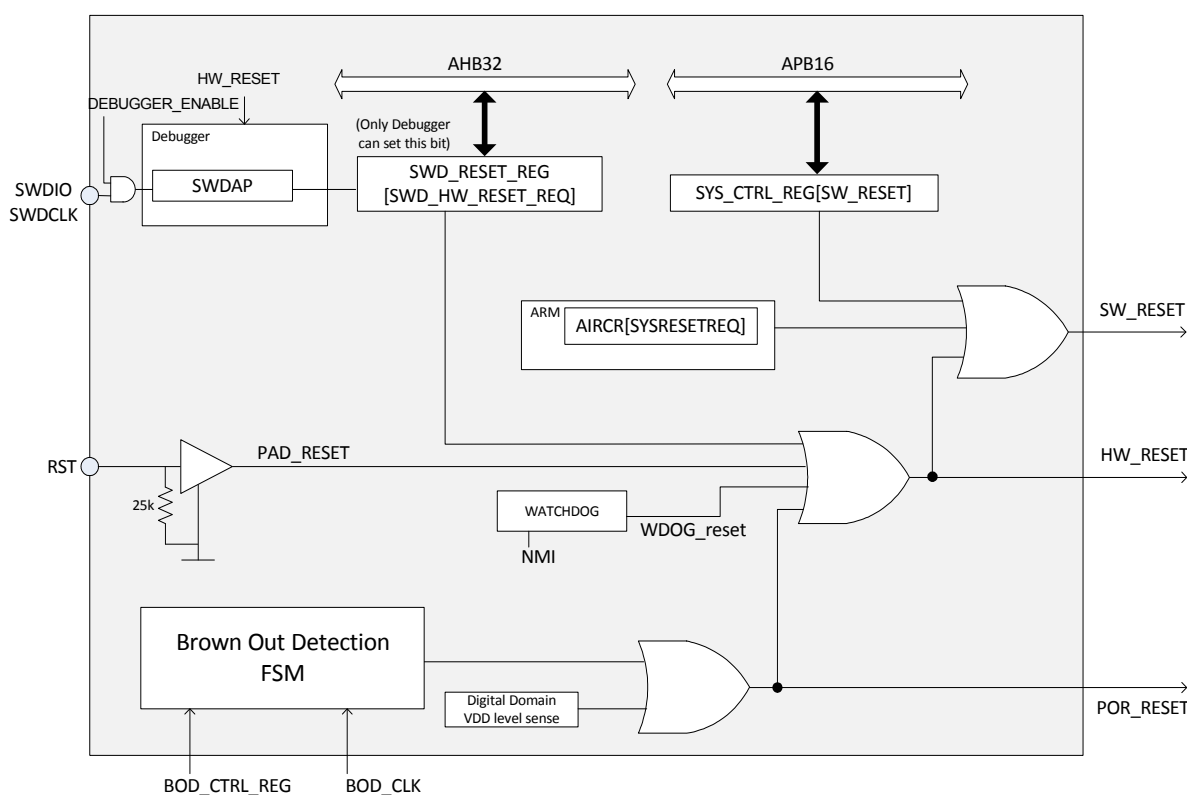 HW_RESET
AHB32
APB16
DEBUGGER_ENABLE
Debugger
(Only Debugger
can set this bit)
SWDAP
SWD_RESET_REG
[SWD_HW_RESET_REQ]
SYS_CTRL_REG[SW_RESET]
SWDIO
SWDCLK
ARM
AIRCR[SYSRESETREQ]
SW_RESET
RST
PAD_RESET
HW_RESET
25k
WATCHDOG
WDOG_reset
NMI
Brown Out Detection
FSM
Digital Domain
VDD level sense
POR_RESET
BOD_CTRL_REG
BOD_CLK